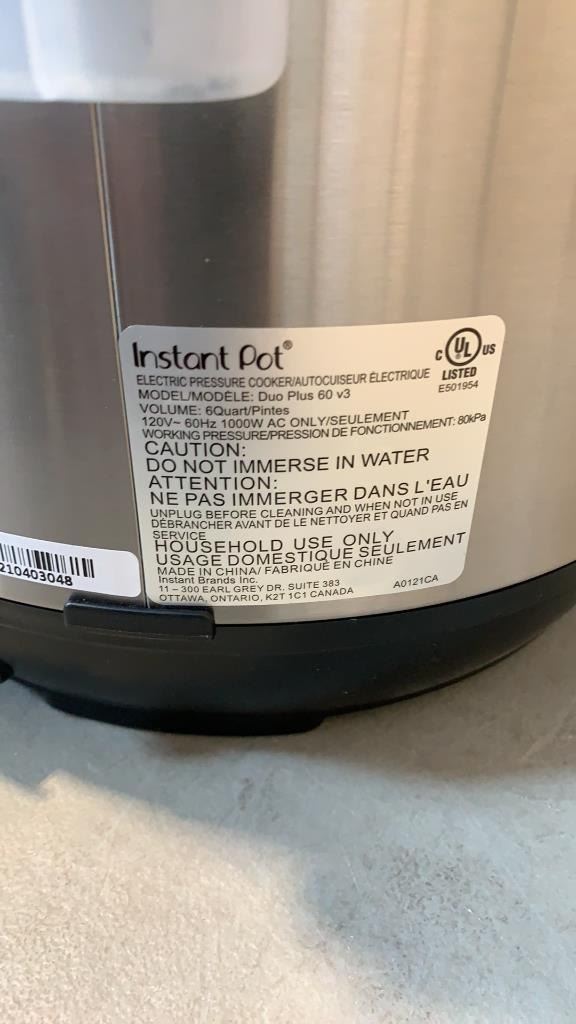 Instant Pot®
C UL ® US
LISTED
E501954
ELECTRIC PRESSURE COOKER/AUTOCUISEUR ÉLECTRIQUE
MODEL/MODÈLE: Duo Plus 60 v3
VOLUME: 6Quart/Pintes
120V~ 60Hz 1000W AC ONLY/SEULEMENT
WORKING PRESSURE/PRESSION DE FONCTIONNEMENT: 80kPa
CAUTION:
DO NOT IMMERSE IN WATER
ATTENTION:
NE PAS IMMERGER DANS L'EAU
UNPLUG BEFORE CLEANING AND WHEN NOT IN USE
DÉBRANCHER AVANT DE LE NETTOYER ET QUAND PAS EN
SERVICE
HOUSEHOLD USE ONLY
USAGE DOMESTIQUE SEULEMENT
MADE IN CHINA/ FABRIQUÉ EN CHINE
Instant Brands Inc.
11 – 300 EARL GREY DR. SUITE 383
OTTAWA, ONTARIO, K2T 1C1 CANADA
A0121CA
210403048